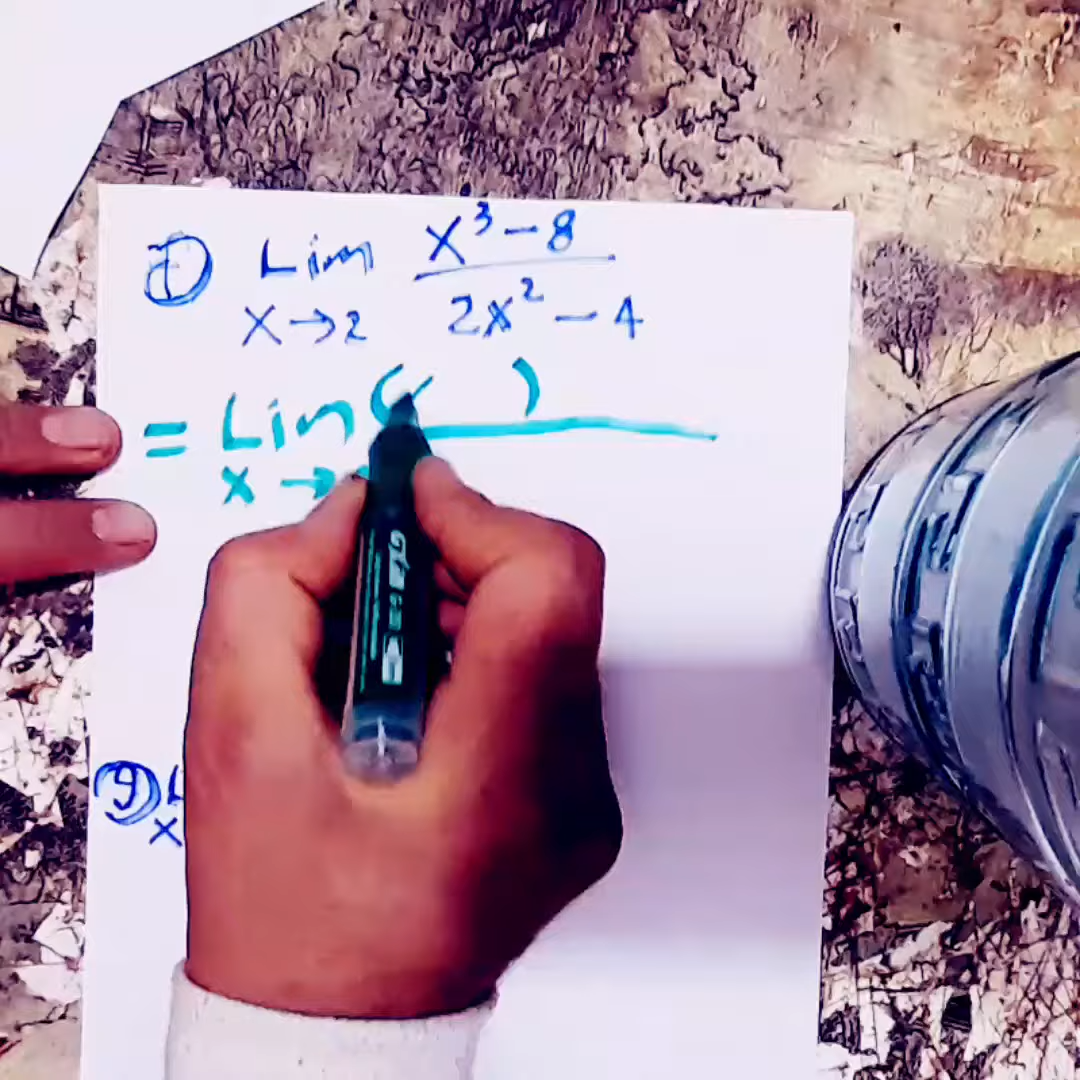 ① Lim x³-8
x→2 2x²-4
= Lim ( )
x →
9 L
x